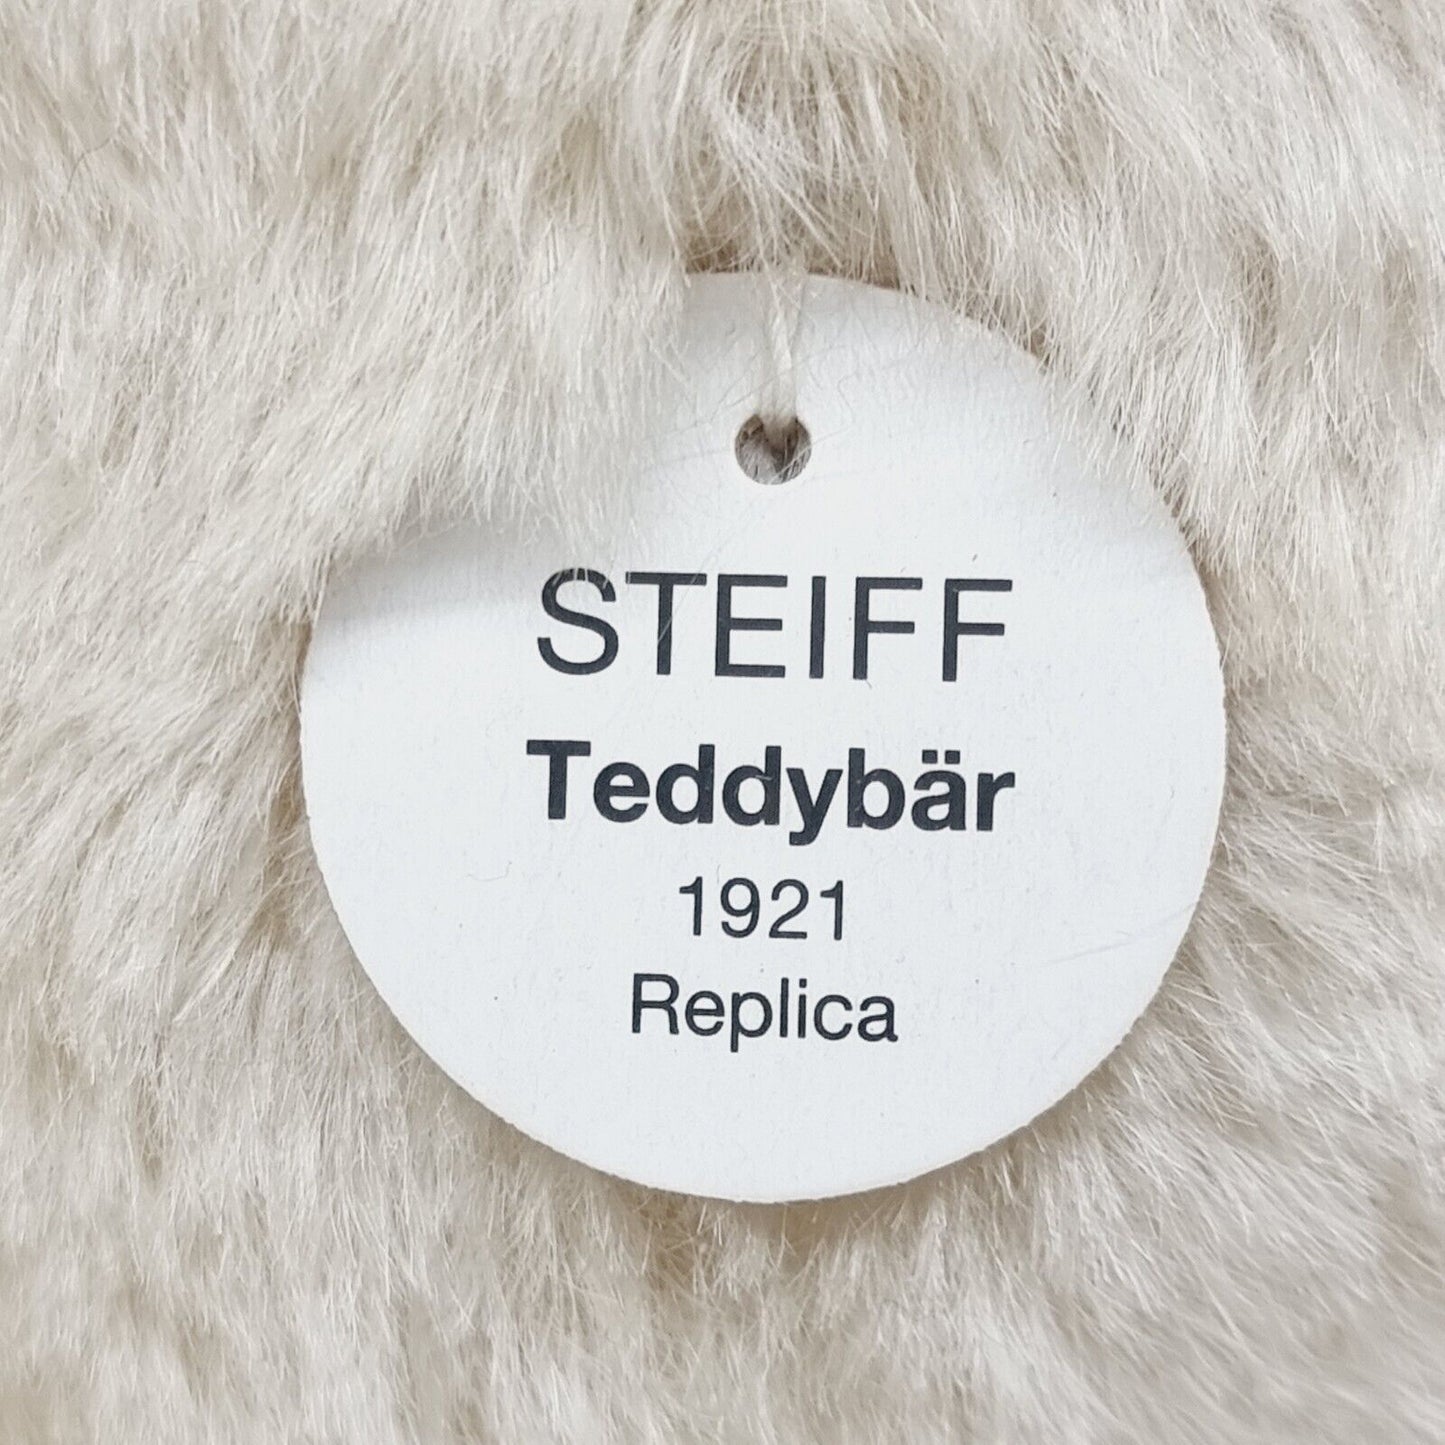 STEIFF
Teddybär
1921
Replica